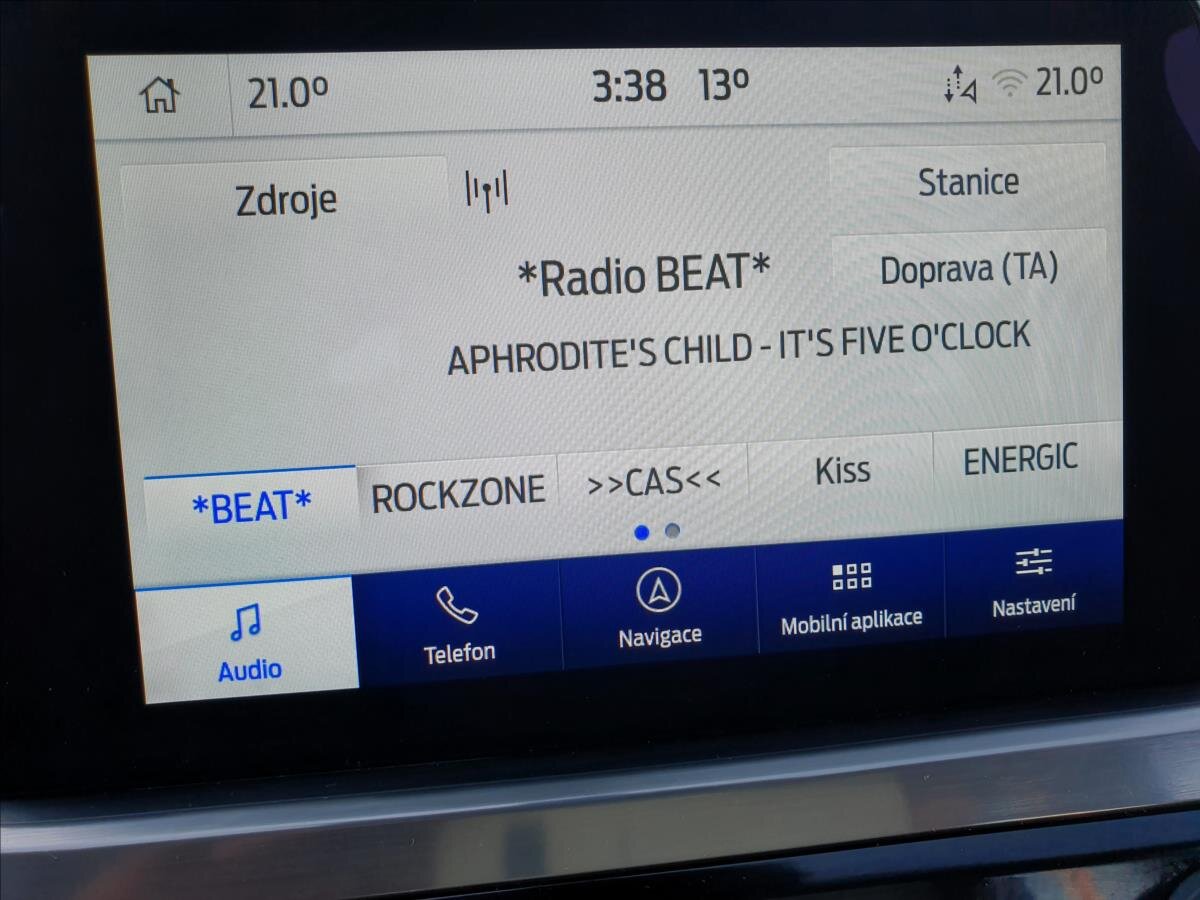 21.0° 3:38 13° 21.0°
Zdroje
Stanice
*Radio BEAT*
Doprava (TA)
APHRODITE'S CHILD - IT'S FIVE O'CLOCK
*BEAT* ROCKZONE >>CAS<< Kiss ENERGIC
Audio Telefon Navigace Mobilní aplikace Nastavení